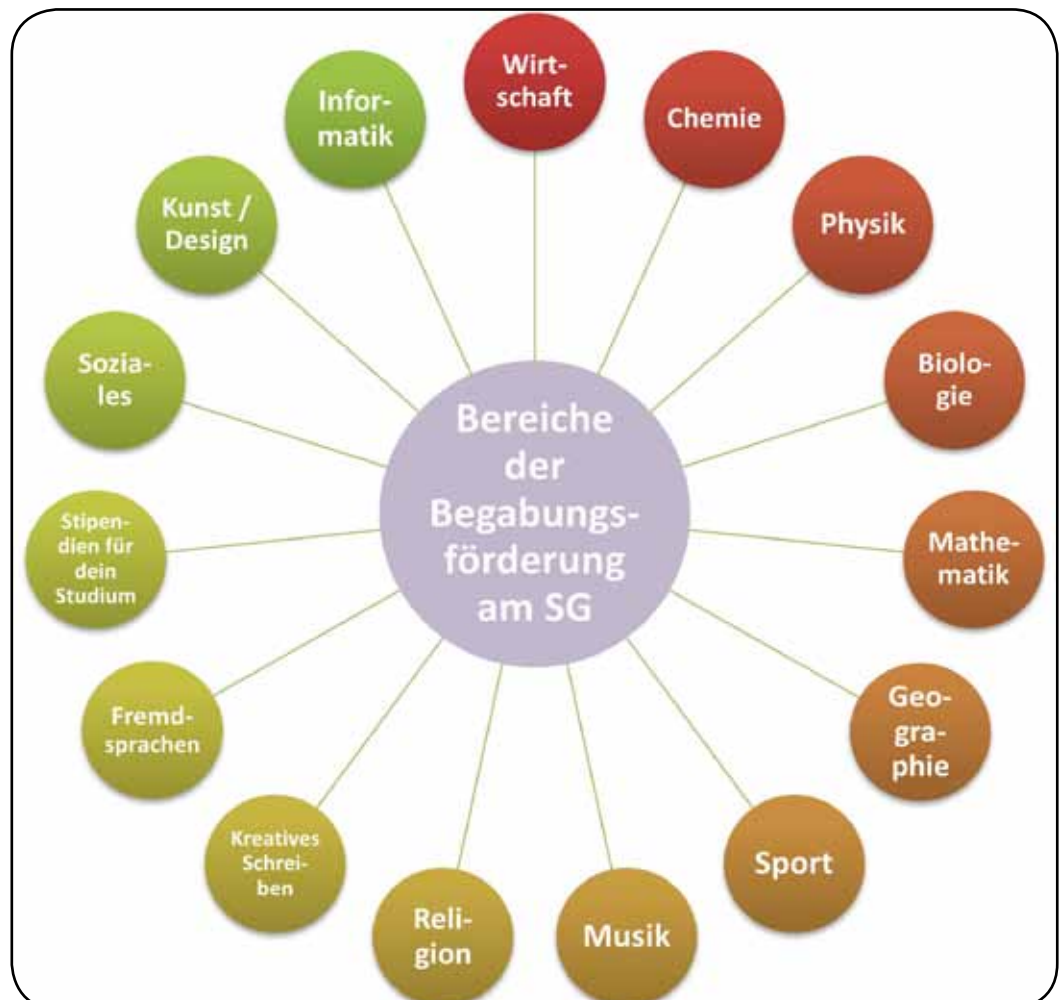 Bereiche
der
Begabungs-
förderung
am SG
Wirt-
schaft
Chemie
Physik
Biolo-
gie
Mathe-
matik
Geo-
gra-
phie
Sport
Musik
Reli-
gion
Kreatives
Schrei-
ben
Fremd-
sprachen
Stipen-
dien für
dein
Studium
Sozia-
les
Kunst /
Design
Infor-
matik